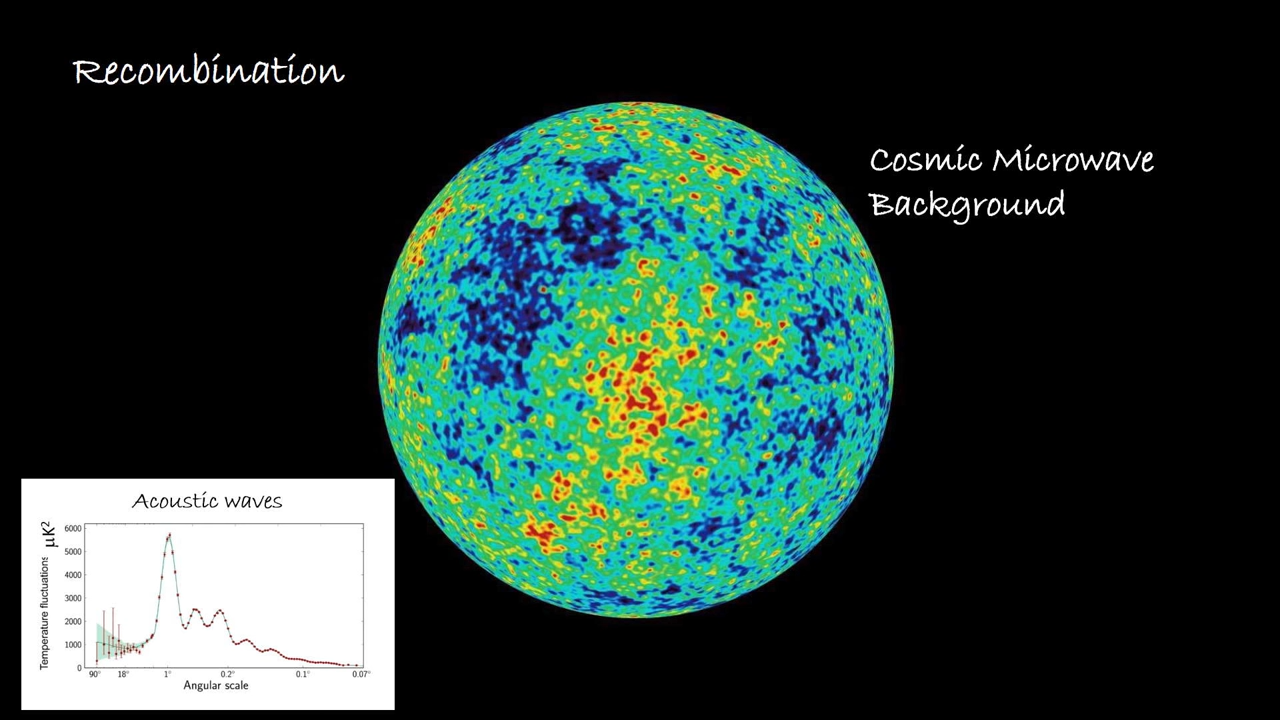 Recombination
Cosmic Microwave
Background
Acoustic waves
Temperature fluctuations μK²
6000
5000
4000
3000
2000
1000
0
90° 18° 1° 0.2° 0.1° 0.07°
Angular scale